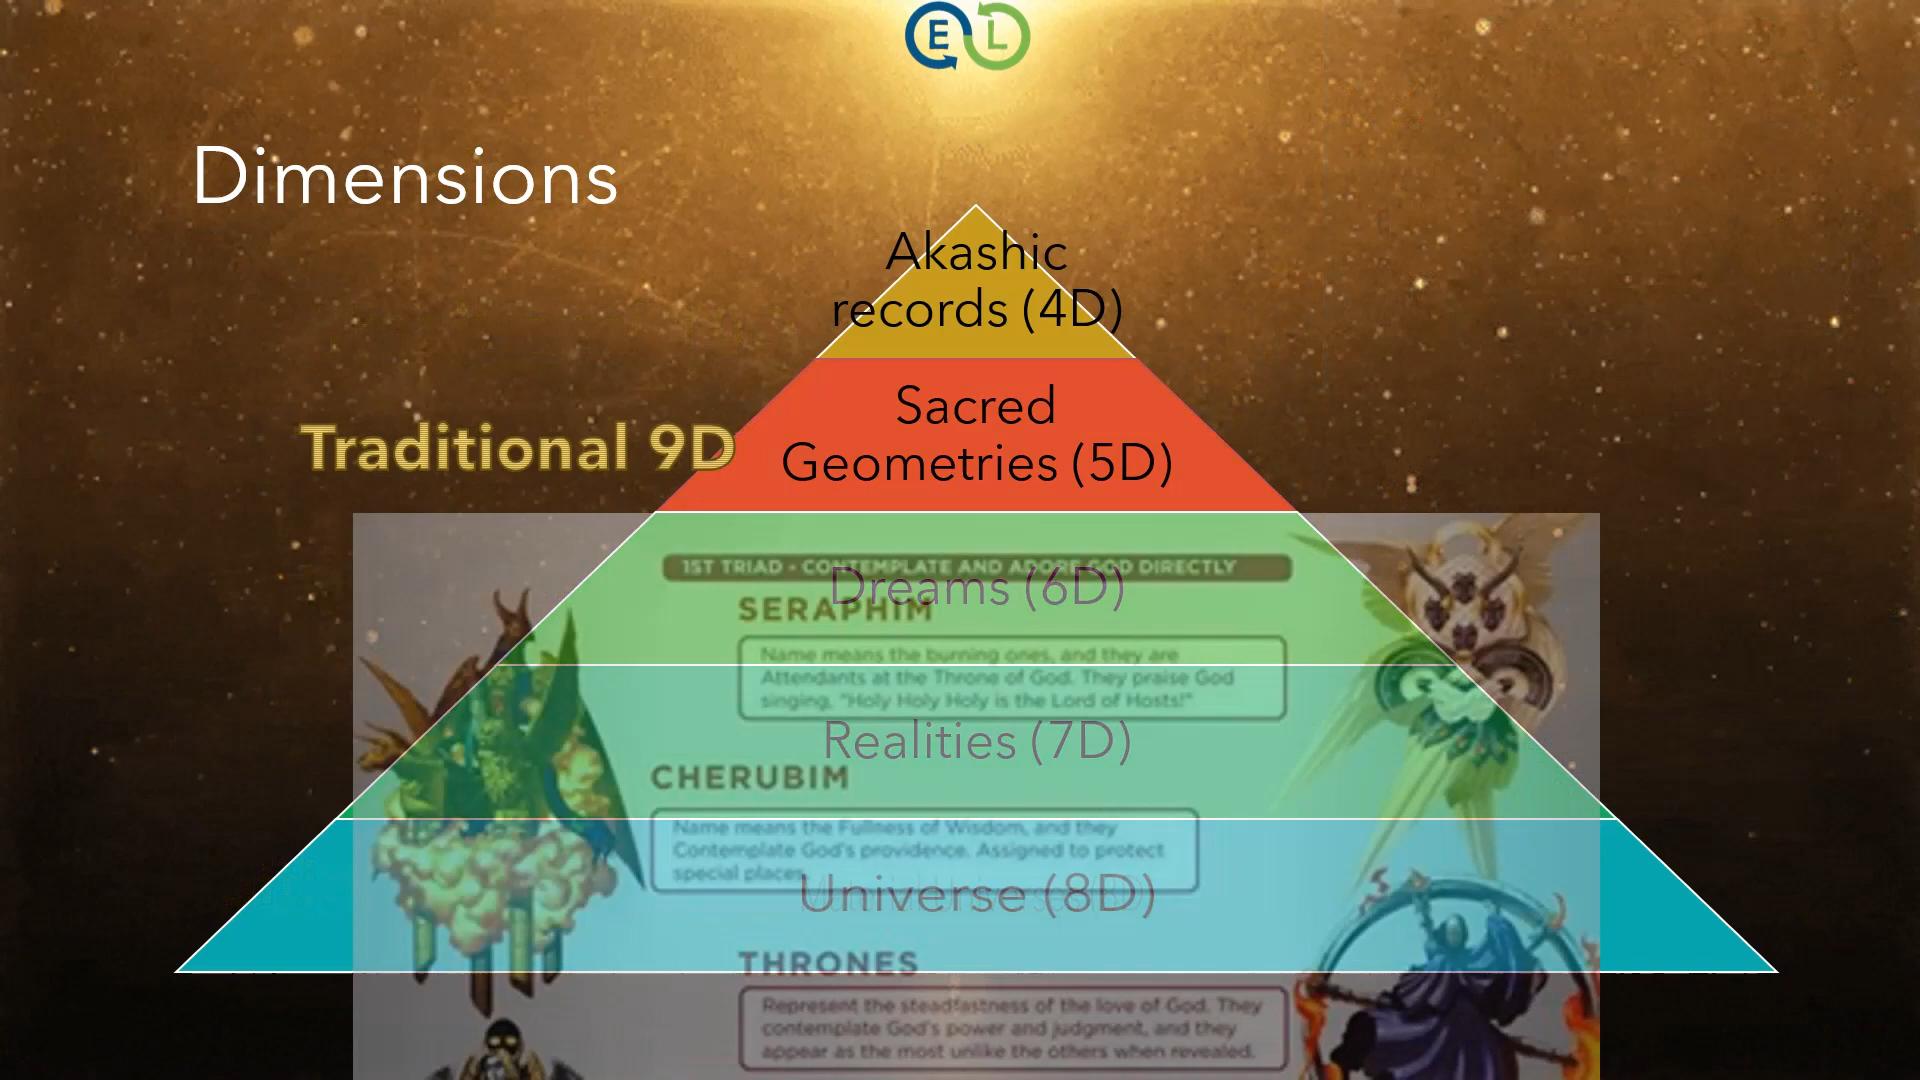 E L
Dimensions
Akashic
records (4D)
Sacred
Geometries (5D)
Traditional 9D
1ST TRIAD - CONTEMPLATE AND ADORE GOD DIRECTLY
Dreams (6D)
SERAPHIM
Name means the burning ones, and they are
Attendants at the Throne of God. They praise God
singing, "Holy Holy Holy is the Lord of Hosts!"
Realities (7D)
CHERUBIM
Name means the Fullness of Wisdom, and they
Contemplate God's providence. Assigned to protect
special places.
Universe (8D)
THRONES
Represent the steadfastness of the love of God. They
contemplate God's power and judgment, and they
appear as the most unlike the others when revealed.